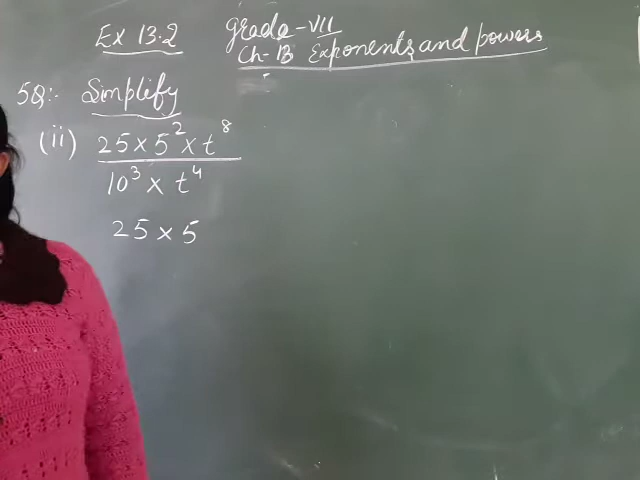 Ex 13.2 grade-VII
Ch-13 Exponents and powers
5Q:- Simplify
(ii) 25 × 5² × t⁸
10³ × t⁴
25 × 5